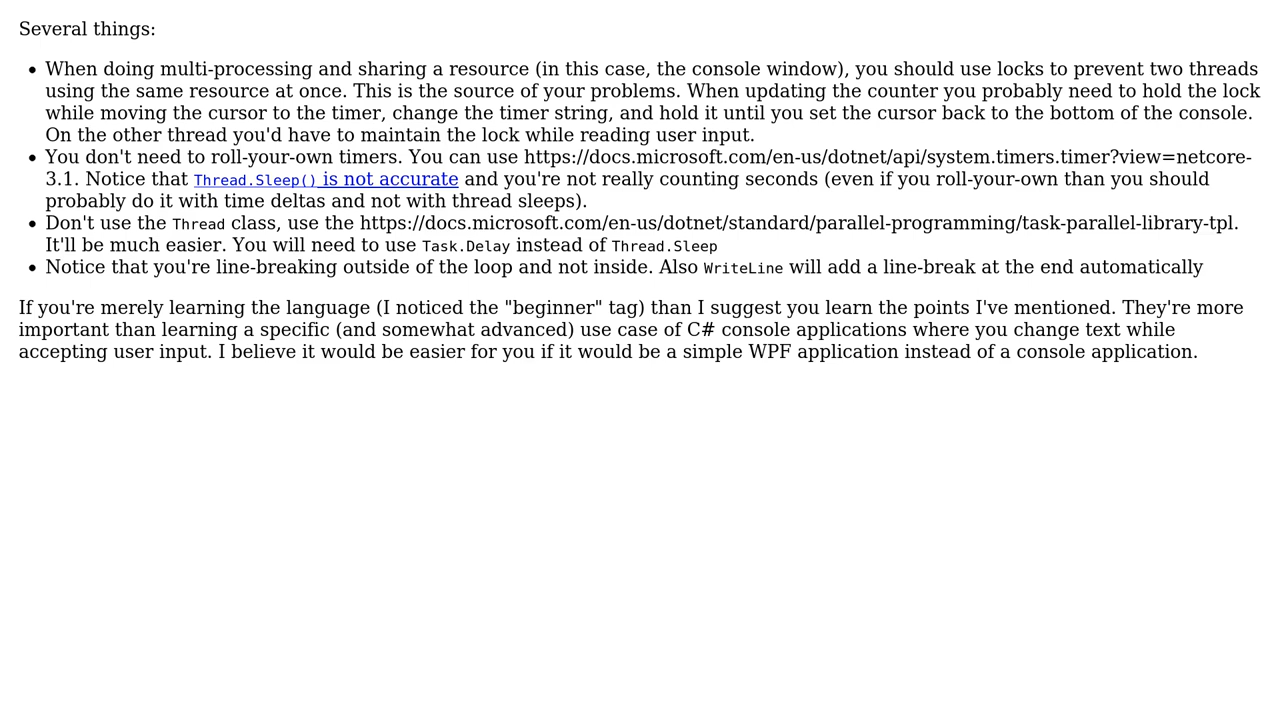 Several things:
• When doing multi-processing and sharing a resource (in this case, the console window), you should use locks to prevent two threads
using the same resource at once. This is the source of your problems. When updating the counter you probably need to hold the lock
while moving the cursor to the timer, change the timer string, and hold it until you set the cursor back to the bottom of the console.
On the other thread you'd have to maintain the lock while reading user input.
• You don't need to roll-your-own timers. You can use https://docs.microsoft.com/en-us/dotnet/api/system.timers.timer?view=netcore-
3.1. Notice that Thread.Sleep() is not accurate and you're not really counting seconds (even if you roll-your-own than you should
probably do it with time deltas and not with thread sleeps).
• Don't use the Thread class, use the https://docs.microsoft.com/en-us/dotnet/standard/parallel-programming/task-parallel-library-tpl.
It'll be much easier. You will need to use Task.Delay instead of Thread.Sleep
• Notice that you're line-breaking outside of the loop and not inside. Also WriteLine will add a line-break at the end automatically
If you're merely learning the language (I noticed the "beginner" tag) than I suggest you learn the points I've mentioned. They're more
important than learning a specific (and somewhat advanced) use case of C# console applications where you change text while
accepting user input. I believe it would be easier for you if it would be a simple WPF application instead of a console application.